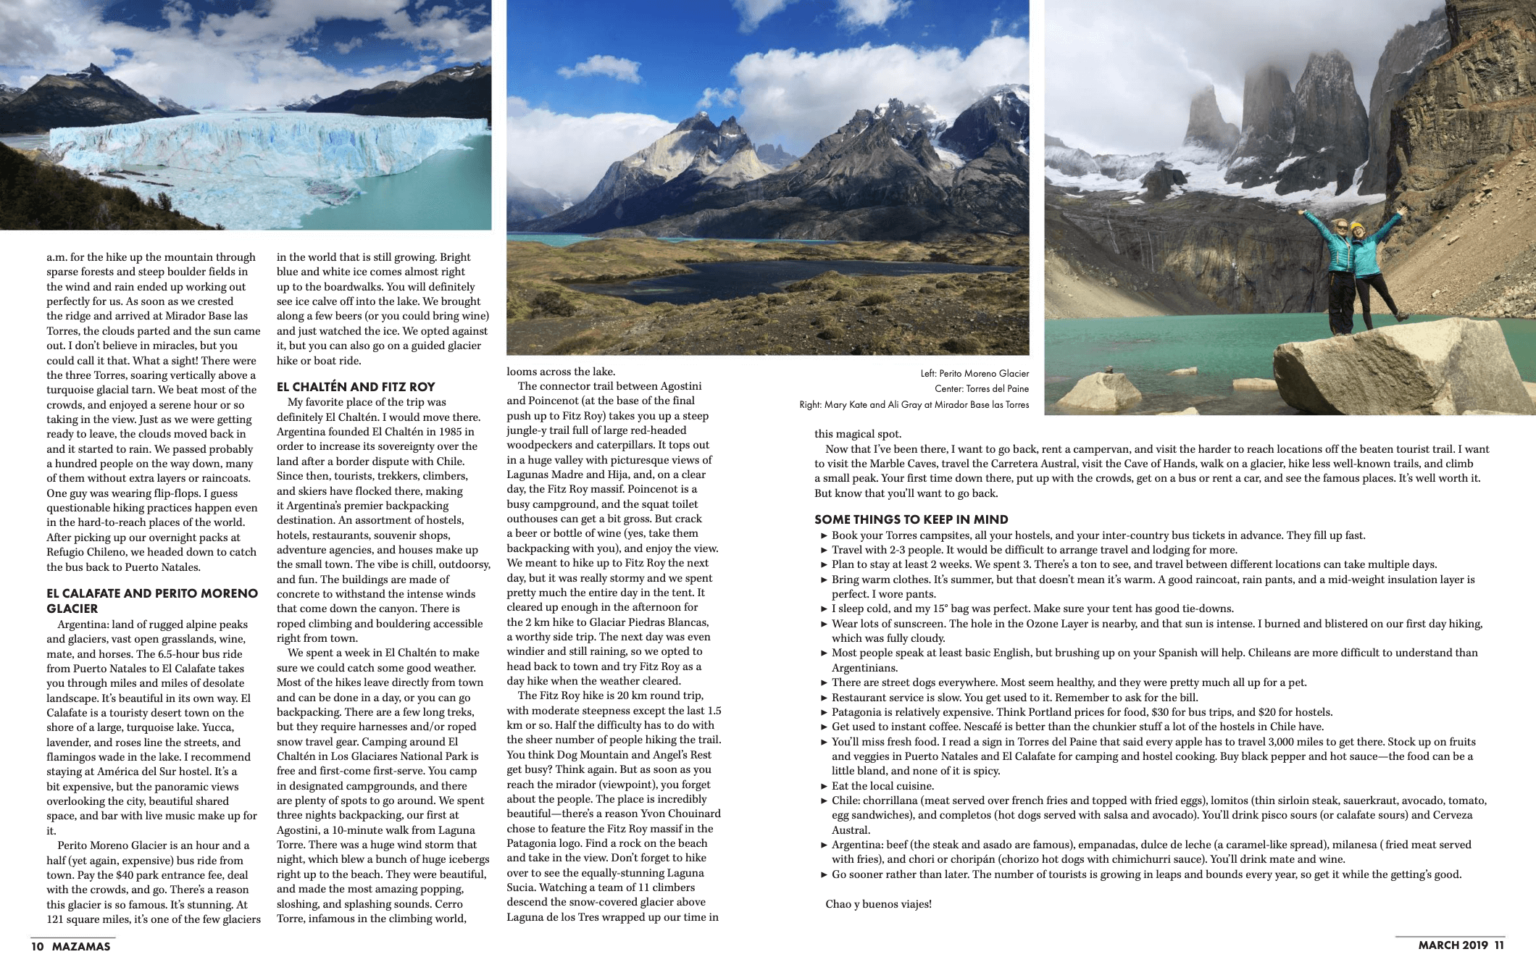 a.m. for the hike up the mountain through
sparse forests and steep boulder fields in
the wind and rain ended up working out
perfectly for us. As soon as we crested
the ridge and arrived at Mirador Base las
Torres, the clouds parted and the sun came
out. I don't believe in miracles, but you
could call it that. What a sight! There were
the three Torres, soaring vertically above a
turquoise glacial tarn. We beat most of the
crowds, and enjoyed a serene hour or so
taking in the view. Just as we were getting
ready to leave, the clouds moved back in
and it started to rain. We passed probably
a hundred people on the way down, many
of them without extra layers or raincoats.
One guy was wearing flip-flops. I guess
questionable hiking practices happen even
in the hard-to-reach places of the world.
After picking up our overnight packs at
Refugio Chileno, we headed down to catch
the bus back to Puerto Natales.
EL CALAFATE AND PERITO MORENO
GLACIER
Argentina: land of rugged alpine peaks
and glaciers, vast open grasslands, wine,
mate, and horses. The 6.5-hour bus ride
from Puerto Natales to El Calafate takes
you through miles and miles of desolate
landscape. It's beautiful in its own way. El
Calafate is a touristy desert town on the
shore of a large, turquoise lake. Yucca,
lavender, and roses line the streets, and
flamingos wade in the lake. I recommend
staying at América del Sur hostel. It's a
bit expensive, but the panoramic views
overlooking the city, beautiful shared
space, and bar with live music make up for
it.
Perito Moreno Glacier is an hour and a
half (yet again, expensive) bus ride from
town. Pay the $40 park entrance fee, deal
with the crowds, and go. There's a reason
this glacier is so famous. It's stunning. At
121 square miles, it's one of the few glaciers
in the world that is still growing. Bright
blue and white ice comes almost right
up to the boardwalks. You will definitely
see ice calve off into the lake. We brought
along a few beers (or you could bring wine)
and just watched the ice. We opted against
it, but you can also go on a guided glacier
hike or boat ride.
EL CHALTÉN AND FITZ ROY
My favorite place of the trip was
definitely El Chaltén. I would move there.
Argentina founded El Chaltén in 1985 in
order to increase its sovereignty over the
land after a border dispute with Chile.
Since then, tourists, trekkers, climbers,
and skiers have flocked there, making
it Argentina's premier backpacking
destination. An assortment of hostels,
hotels, restaurants, souvenir shops,
adventure agencies, and houses make up
the small town. The vibe is chill, outdoorsy,
and fun. The buildings are made of
concrete to withstand the intense winds
that come down the canyon. There is
roped climbing and bouldering accessible
right from town.
We spent a week in El Chaltén to make
sure we could catch some good weather.
Most of the hikes leave directly from town
and can be done in a day, or you can go
backpacking. There are a few long treks,
but they require harnesses and/or roped
snow travel gear. Camping around El
Chaltén in Los Glaciares National Park is
free and first-come first-serve. You camp
in designated campgrounds, and there
are plenty of spots to go around. We spent
three nights backpacking, our first at
Agostini, a 10-minute walk from Laguna
Torre. There was a huge wind storm that
night, which blew a bunch of huge icebergs
right up to the beach. They were beautiful,
and made the most amazing popping,
sloshing, and splashing sounds. Cerro
Torre, infamous in the climbing world,
looms across the lake.
The connector trail between Agostini
and Poincenot (at the base of the final
push up to Fitz Roy) takes you up a steep
jungle-y trail full of large red-headed
woodpeckers and caterpillars. It tops out
in a huge valley with picturesque views of
Lagunas Madre and Hija, and, on a clear
day, the Fitz Roy massif. Poincenot is a
busy campground, and the squat toilet
outhouses can get a bit gross. But crack
a beer or bottle of wine (yes, take them
backpacking with you), and enjoy the view.
We meant to hike up to Fitz Roy the next
day, but it was really stormy and we spent
pretty much the entire day in the tent. It
cleared up enough in the afternoon for
the 2 km hike to Glaciar Piedras Blancas,
a worthy side trip. The next day was even
windier and still raining, so we opted to
head back to town and try Fitz Roy as a
day hike when the weather cleared.
The Fitz Roy hike is 20 km round trip,
with moderate steepness except the last 1.5
km or so. Half the difficulty has to do with
the sheer number of people hiking the trail.
You think Dog Mountain and Angel's Rest
get busy? Think again. But as soon as you
reach the mirador (viewpoint), you forget
about the people. The place is incredibly
beautiful—there's a reason Yvon Chouinard
chose to feature the Fitz Roy massif in the
Patagonia logo. Find a rock on the beach
and take in the view. Don't forget to hike
over to see the equally-stunning Laguna
Sucia. Watching a team of 11 climbers
descend the snow-covered glacier above
Laguna de los Tres wrapped up our time in
Left: Perito Moreno Glacier
Center: Torres del Paine
Right: Mary Kate and Ali Gray at Mirador Base las Torres
this magical spot.
Now that I've been there, I want to go back, rent a campervan, and visit the harder to reach locations off the beaten tourist trail. I want
to visit the Marble Caves, travel the Carretera Austral, visit the Cave of Hands, walk on a glacier, hike less well-known trails, and climb
a small peak. Your first time down there, put up with the crowds, get on a bus or rent a car, and see the famous places. It's well worth it.
But know that you'll want to go back.
SOME THINGS TO KEEP IN MIND
► Book your Torres campsites, all your hostels, and your inter-country bus tickets in advance. They fill up fast.
► Travel with 2-3 people. It would be difficult to arrange travel and lodging for more.
► Plan to stay at least 2 weeks. We spent 3. There's a ton to see, and travel between different locations can take multiple days.
► Bring warm clothes. It's summer, but that doesn't mean it's warm. A good raincoat, rain pants, and a mid-weight insulation layer is
perfect. I wore pants.
► I sleep cold, and my 15° bag was perfect. Make sure your tent has good tie-downs.
► Wear lots of sunscreen. The hole in the Ozone Layer is nearby, and that sun is intense. I burned and blistered on our first day hiking,
which was fully cloudy.
► Most people speak at least basic English, but brushing up on your Spanish will help. Chileans are more difficult to understand than
Argentinians.
► There are street dogs everywhere. Most seem healthy, and they were pretty much all up for a pet.
► Restaurant service is slow. You get used to it. Remember to ask for the bill.
► Patagonia is relatively expensive. Think Portland prices for food, $30 for bus trips, and $20 for hostels.
► Get used to instant coffee. Nescafé is better than the chunkier stuff a lot of the hostels in Chile have.
► You'll miss fresh food. I read a sign in Torres del Paine that said every apple has to travel 3,000 miles to get there. Stock up on fruits
and veggies in Puerto Natales and El Calafate for camping and hostel cooking. Buy black pepper and hot sauce—the food can be a
little bland, and none of it is spicy.
► Eat the local cuisine.
► Chile: chorrillana (meat served over french fries and topped with fried eggs), lomitos (thin sirloin steak, sauerkraut, avocado, tomato,
egg sandwiches), and completos (hot dogs served with salsa and avocado). You'll drink pisco sours (or calafate sours) and Cerveza
Austral.
► Argentina: beef (the steak and asado are famous), empanadas, dulce de leche (a caramel-like spread), milanesa ( fried meat served
with fries), and chori or choripán (chorizo hot dogs with chimichurri sauce). You'll drink mate and wine.
► Go sooner rather than later. The number of tourists is growing in leaps and bounds every year, so get it while the getting's good.
Chao y buenos viajes!
10 MAZAMAS
MARCH 2019 11